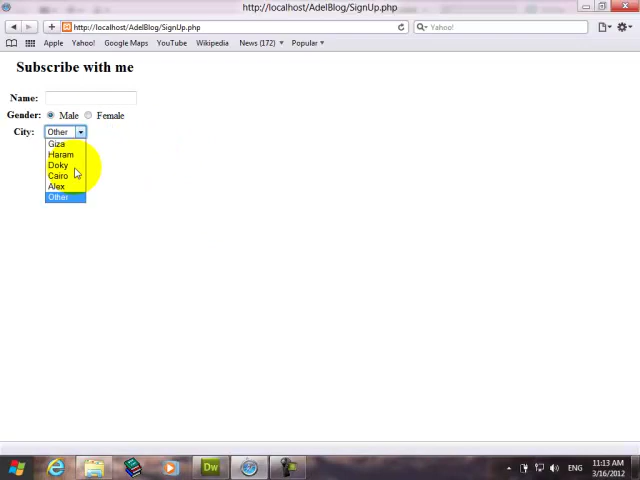 http://localhost/AdelBlog/SignUp.php
http://localhost/AdelBlog/SignUp.php
Yahoo!
Apple Yahoo! Google Maps YouTube Wikipedia News (172) Popular
Subscribe with me
Name:
Gender: Male Female
City: Other
Giza
Haram
Doky
Cairo
Alex
Other
Dw
ENG
11:13 AM
3/16/2012